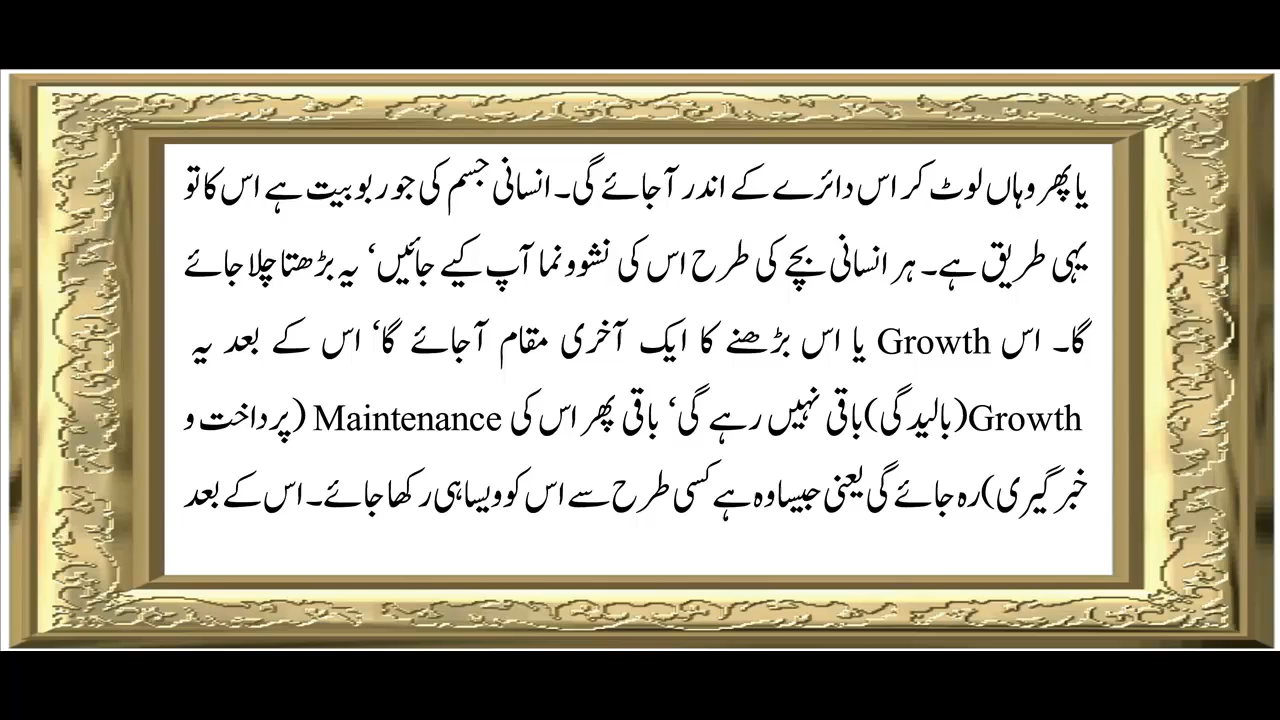 یا پھر وہاں لوٹ کر اس دائرے کے اندر آ جائے گی۔ انسانی جسم کی جو ربوبیت ہے اس کا تو
یہی طریق ہے۔ ہر انسانی بچے کی طرح اس کی نشوونما آپ کیے جائیں‘ یہ بڑھتا چلا جائے
گا۔ اس Growth یا اس بڑھنے کا ایک آخری مقام آ جائے گا‘ اس کے بعد یہ
Growth(بالیدگی)باقی نہیں رہے گی‘ باقی پھر اس کی Maintenance (پرداخت و
خبر گیری)رہ جائے گی یعنی جیسا وہ ہے کسی طرح سے اس کو ویسا ہی رکھا جائے۔ اس کے بعد